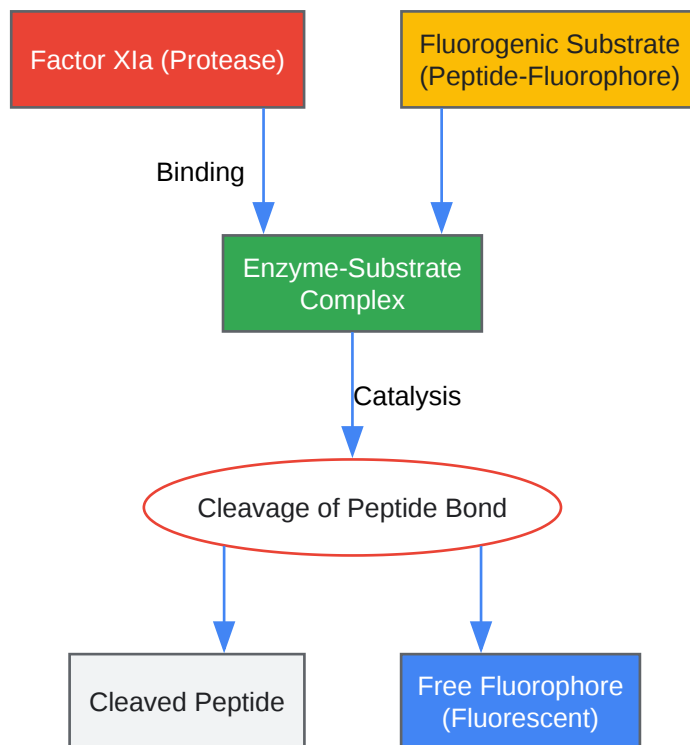 Factor XIa (Protease)
Fluorogenic Substrate
(Peptide-Fluorophore)
Binding
Enzyme-Substrate
Complex
Catalysis
Cleavage of Peptide Bond
Cleaved Peptide
Free Fluorophore
(Fluorescent)